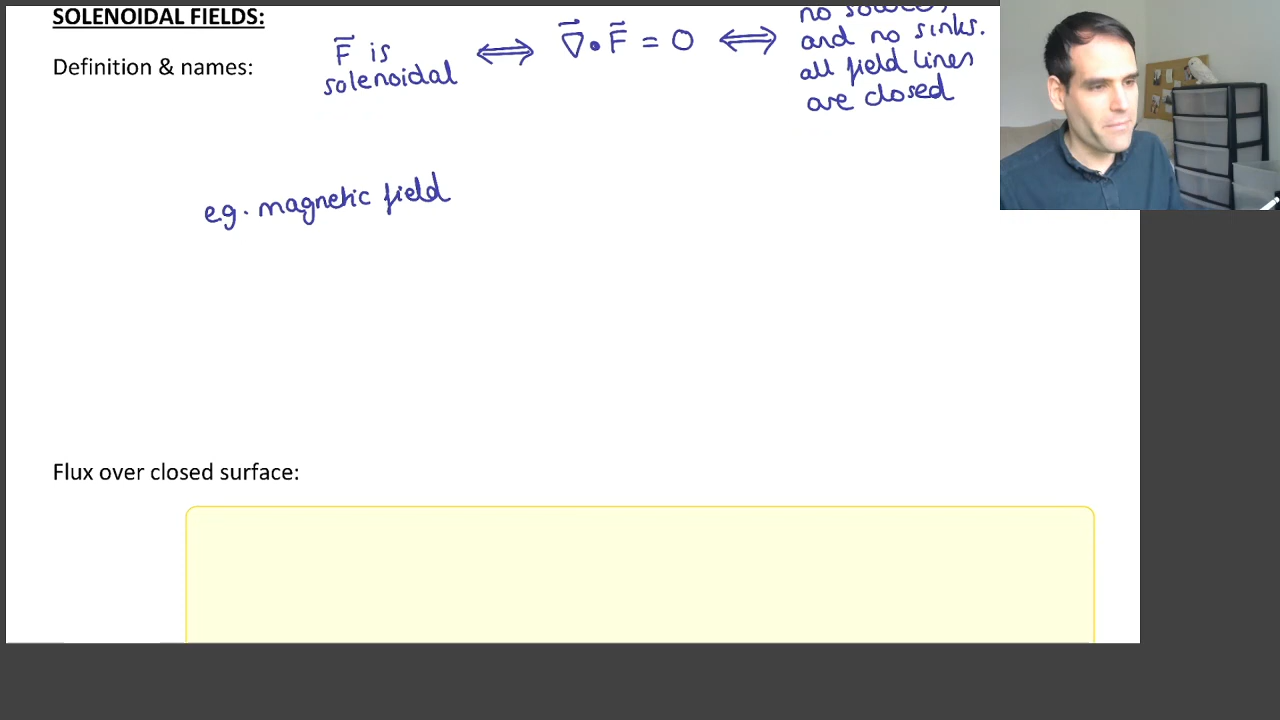 SOLENOIDAL FIELDS:
Definition & names:
F⃗ is
solenoidal
⟺ ∇⃗ • F⃗ = 0 ⟺
no
and no sinks.
all field lines
are closed
e.g. magnetic field
Flux over closed surface: